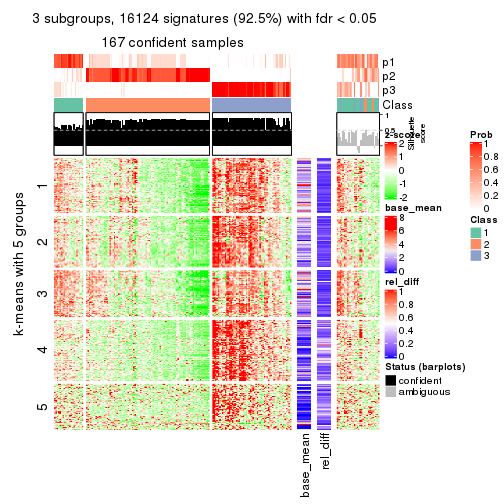 3 subgroups, 16124 signatures (92.5%) with fdr < 0.05
167 confident samples
p1
p2
p3
Class
1
0.5
Silhouette
score
k-means with 5 groups
1
2
3
4
5
base_mean
rel_diff
z-score
2
1
0
-1
-2
base_mean
8
6
4
2
0
rel_diff
1
0.8
0.6
0.4
0.2
0
Status (barplots)
confident
ambiguous
Prob
1
0.8
0.6
0.4
0.2
0
Class
1
2
3